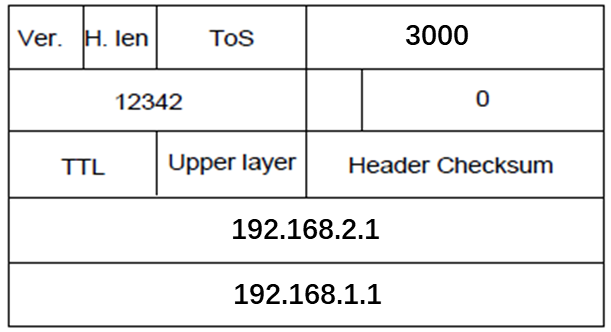 Ver. H. len ToS 3000
12342 0
TTL Upper layer Header Checksum
192.168.2.1
192.168.1.1